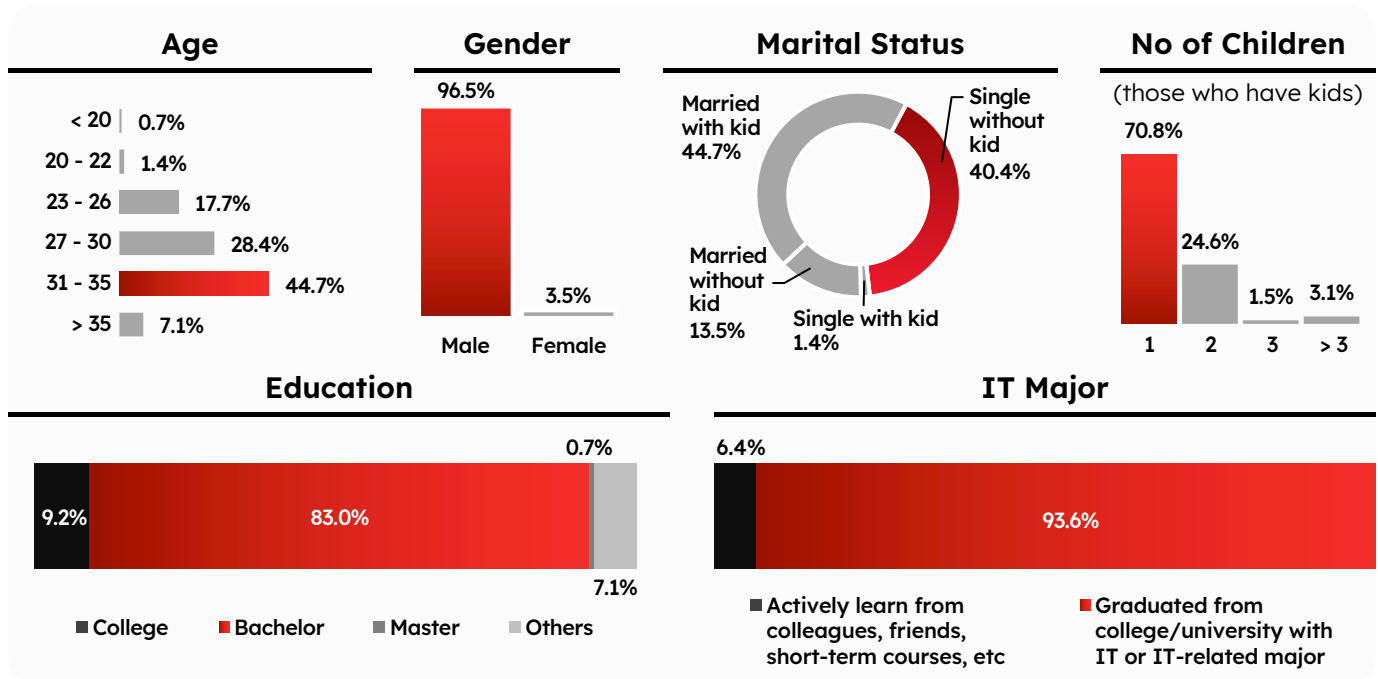 Age
< 20 0.7%
20 - 22 1.4%
23 - 26 17.7%
27 - 30 28.4%
31 - 35 44.7%
> 35 7.1%
Gender
96.5%
3.5%
Male Female
Marital Status
Married
with kid
44.7%
Single
without
kid
40.4%
Married
without
kid
13.5%
Single with kid
1.4%
No of Children
(those who have kids)
70.8%
24.6%
1.5% 3.1%
1 2 3 > 3
Education
0.7%
9.2% 83.0%
7.1%
College Bachelor Master Others
IT Major
6.4%
93.6%
Actively learn from
colleagues, friends,
short-term courses, etc
Graduated from
college/university with
IT or IT-related major